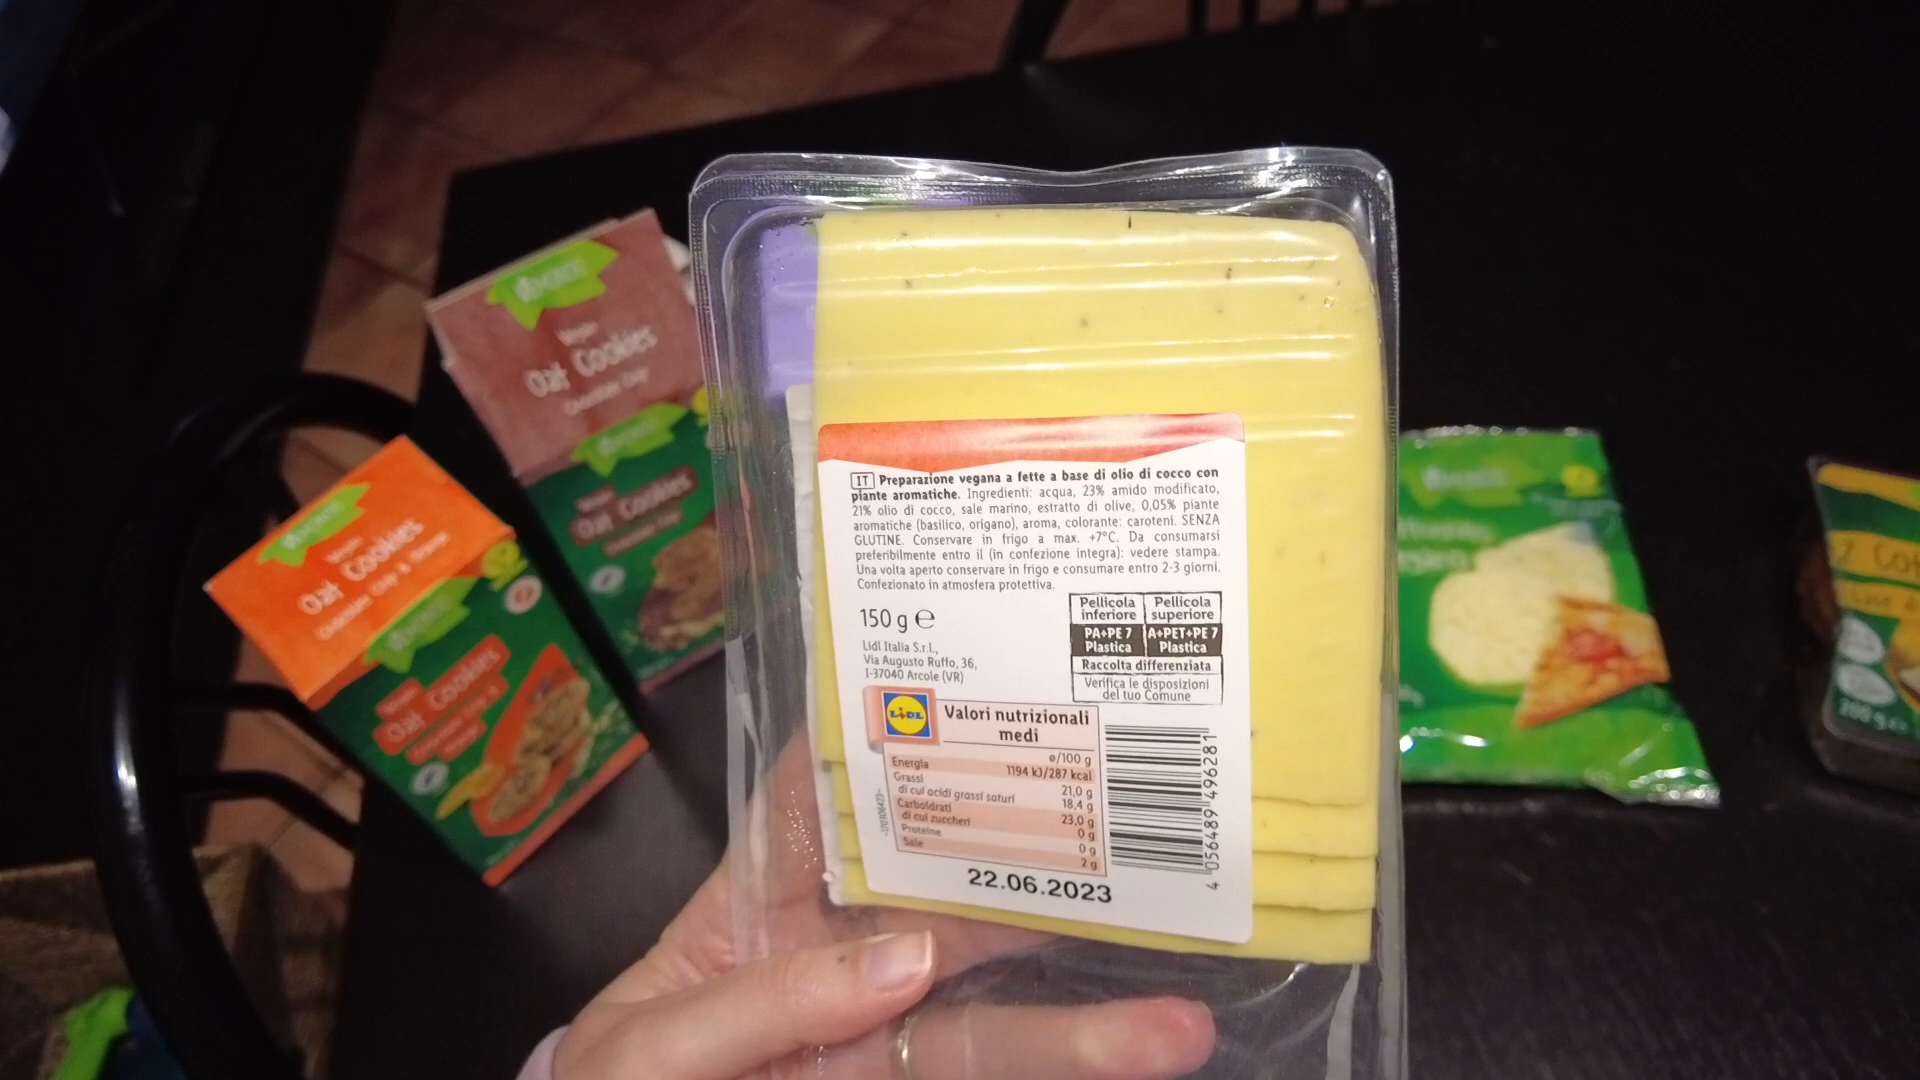 Vegan
Oat Cookies
Oat Cookies
Vegan
Oat Cookies
Chocolate Chip & Orange
Oat Cookies
IT Preparazione vegana a fette a base di olio di cocco con
piante aromatiche. Ingredienti: acqua, 23% amido modificato,
21% olio di cocco, sale marino, estratto di olive, 0,05% piante
aromatiche (basilico, origano), aroma, colorante: caroteni. SENZA
GLUTINE. Conservare in frigo a max. +7°C. Da consumarsi
preferibilmente entro il (in confezione integra): vedere stampa.
Una volta aperto conservare in frigo e consumare entro 2-3 giorni.
Confezionato in atmosfera protettiva.
150 g e
Lidl Italia S.r.l.,
Via Augusto Ruffo, 36,
I-37040 Arcole (VR)
Pellicola inferiore Pellicola superiore
PA+PE 7 A+PET+PE 7
Plastica Plastica
Raccolta differenziata
Verifica le disposizioni
del tuo Comune
LIDL
Valori nutrizionali
medi
ø/100 g
Energia 1194 kJ/287 kcal
Grassi 21,0 g
di cui acidi grassi saturi 18,4 g
Carboidrati 23,0 g
di cui zuccheri 0 g
Proteine 0 g
Sale 2 g
22.06.2023
4 056489 496281